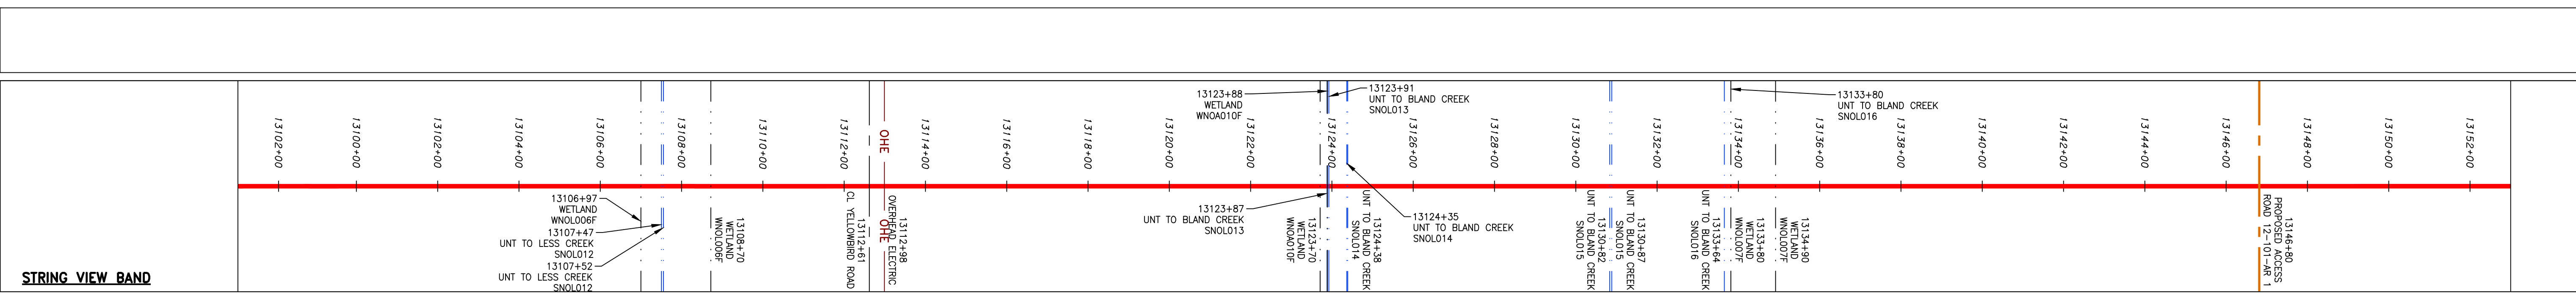 13123+88
WETLAND
WNOA010F
13123+91
UNT TO BLAND CREEK
SNOL013
13133+80
UNT TO BLAND CREEK
SNOL016
13102+00
13100+00
13102+00
13104+00
13106+00
13108+00
13110+00
13112+00
OHE
13114+00
13116+00
13118+00
13120+00
13122+00
13124+00
13126+00
13128+00
13130+00
13132+00
13134+00
13136+00
13138+00
13140+00
13142+00
13144+00
13146+00
13148+00
13150+00
13152+00
13106+97
WETLAND
WNOL006F
13107+47
UNT TO LESS CREEK
SNOL012
13107+52
UNT TO LESS CREEK
SNOL012
13108+70
WETLAND
WNOL006F
13112+61
CL YELLOWBIRD ROAD
OHE
13112+98
OVERHEAD ELECTRIC
13123+87
UNT TO BLAND CREEK
SNOL013
13123+70
WETLAND
WNOA010F
13124+38
SNOL014
UNT TO BLAND CREEK
13124+35
UNT TO BLAND CREEK
SNOL014
13130+82
UNT TO BLAND CREEK
SNOL015
13130+87
UNT TO BLAND CREEK
SNOL015
13133+64
UNT TO BLAND CREEK
SNOL016
13133+80
WETLAND
WNOL007F
13134+90
WETLAND
WNOL007F
13146+80
PROPOSED ACCESS
ROAD 12-101-AR 1
STRING VIEW BAND